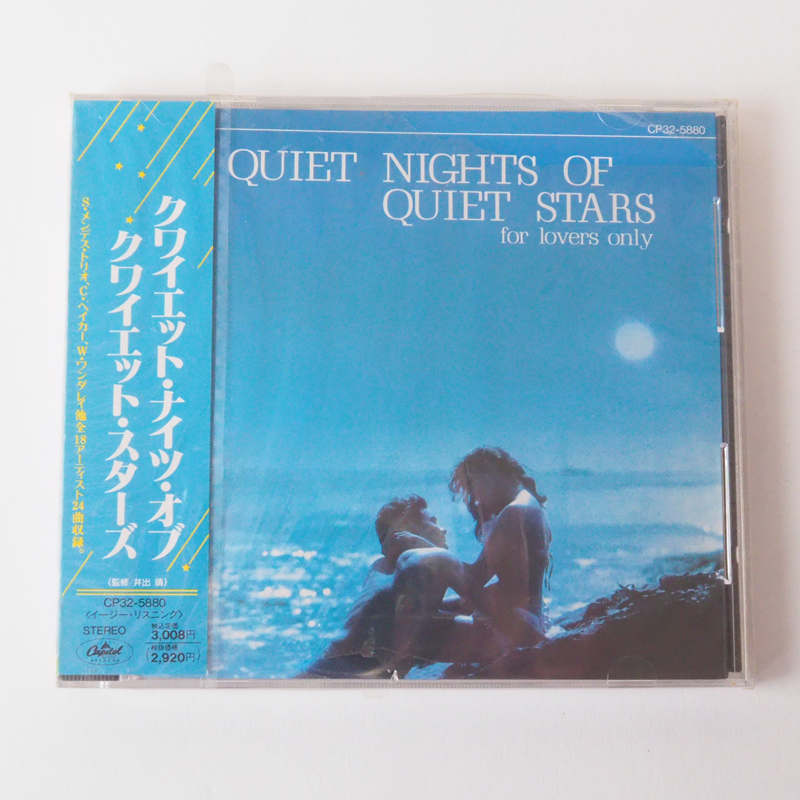 CP32-5880
QUIET NIGHTS OF
QUIET STARS
for lovers only
クワイエット・ナイツ・オブ
クワイエット・スターズ
S・メンデス・トリオ、C・ベイカー、W・ワンダレィ他全18アーティスト24曲収録。
(監修 井出 靖)
CP32-5880
〈イージー・リスニング〉
STEREO
税込定価
3,008円
税抜価格
2,920円
Capitol
RECORDS